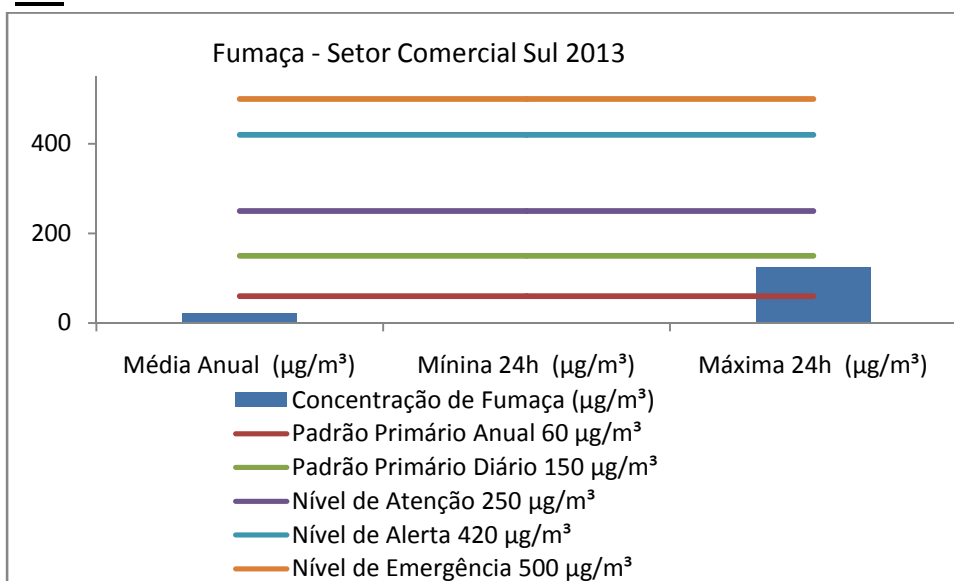 Fumaça - Setor Comercial Sul 2013
400
200
0
Média Anual (µg/m³) Mínina 24h (µg/m³) Máxima 24h (µg/m³)
Concentração de Fumaça (µg/m³)
Padrão Primário Anual 60 µg/m³
Padrão Primário Diário 150 µg/m³
Nível de Atenção 250 µg/m³
Nível de Alerta 420 µg/m³
Nível de Emergência 500 µg/m³